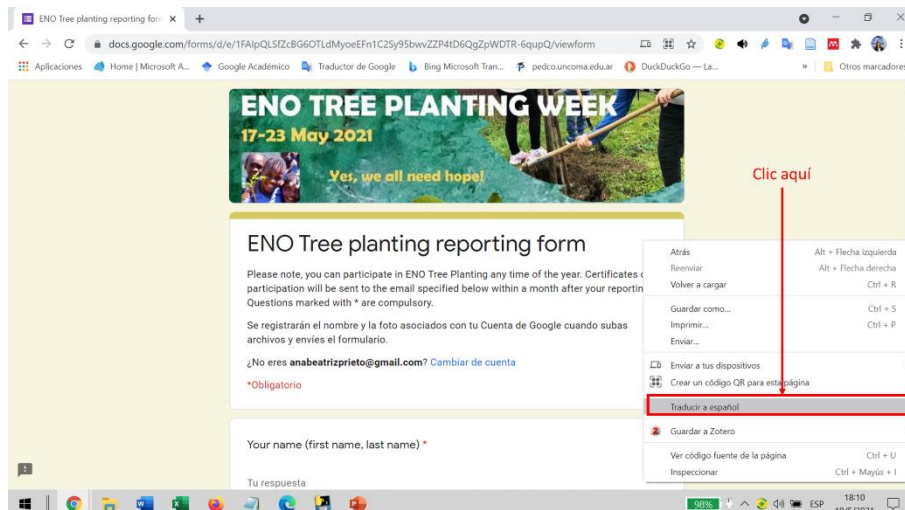 ENO Tree planting reporting form
docs.google.com/forms/d/e/1FAIpQLSfZcBG6OTLdMyoeEFn1C2Sy95bwvZZP4tD6QgZpWDTR-6qupQ/viewform
Aplicaciones Home | Microsoft A... Google Académico Traductor de Google Bing Microsoft Tran... pedco.uncoma.edu.ar DuckDuckGo — La... » Otros marcadores
ENO TREE PLANTING WEEK
17-23 May 2021
Yes, we all need hope!
Clic aquí
ENO Tree planting reporting form
Please note, you can participate in ENO Tree Planting any time of the year. Certificates
participation will be sent to the email specified below within a month after your
Questions marked with * are compulsory.
Se registrarán el nombre y la foto asociados con tu Cuenta de Google cuando subas
archivos y envíes el formulario.
¿No eres anabeatrizprieto@gmail.com? Cambiar de cuenta
*Obligatorio
Your name (first name, last name) *
Tu respuesta
Atrás Alt + Flecha izquierda
Reenviar Alt + Flecha derecha
Volver a cargar Ctrl + R
Guardar como... Ctrl + S
Imprimir... Ctrl + P
Enviar...
Enviar a tus dispositivos
Crear un código QR para esta página
Traducir a español
Guardar a Zotero
Ver código fuente de la página Ctrl + U
Inspeccionar Ctrl + Mayús + I
98% ESP 18:10